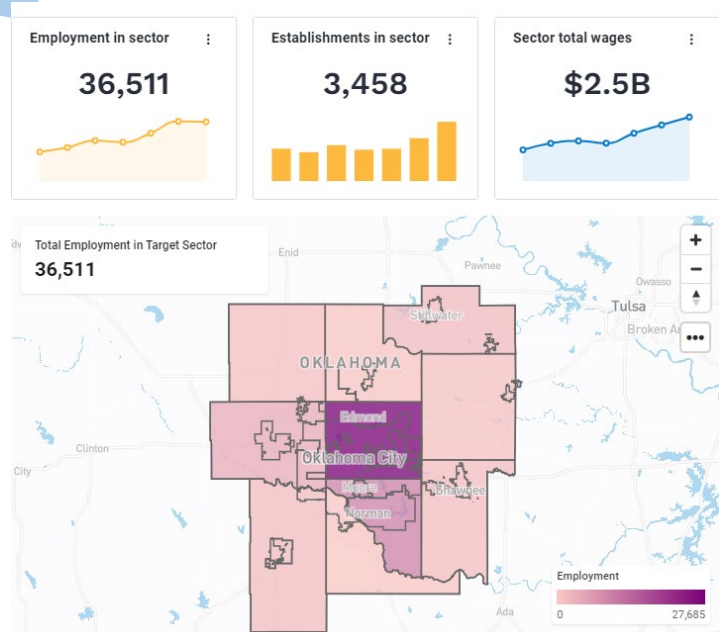 Employment in sector
36,511
Establishments in sector
3,458
Sector total wages
$2.5B
Total Employment in Target Sector
36,511
Enid
Pawnee
Owasso
Tulsa
Broken Ar
Stillwater
OKLAHOMA
Edmond
Clinton
Oklahoma City
City
Moore
Shawnee
Norman
Ada
Employment
0
27,685